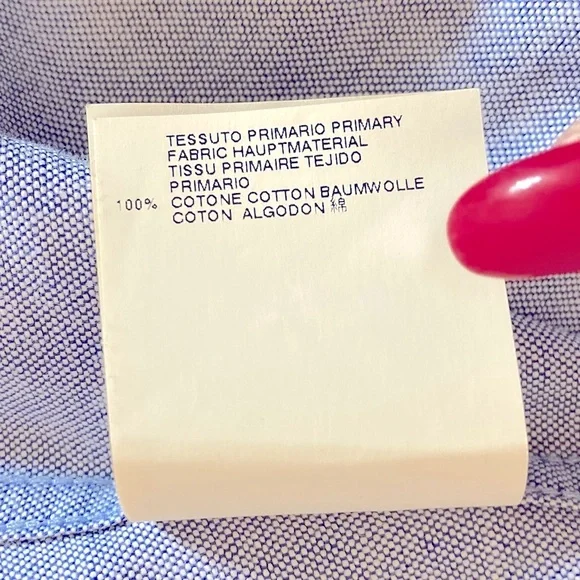 TESSUTO PRIMARIO PRIMARY
FABRIC HAUPTMATERIAL
TISSU PRIMAIRE TEJIDO
PRIMARIO
100% COTONE COTTON BAUMWOLLE
COTON ALGODON 綿